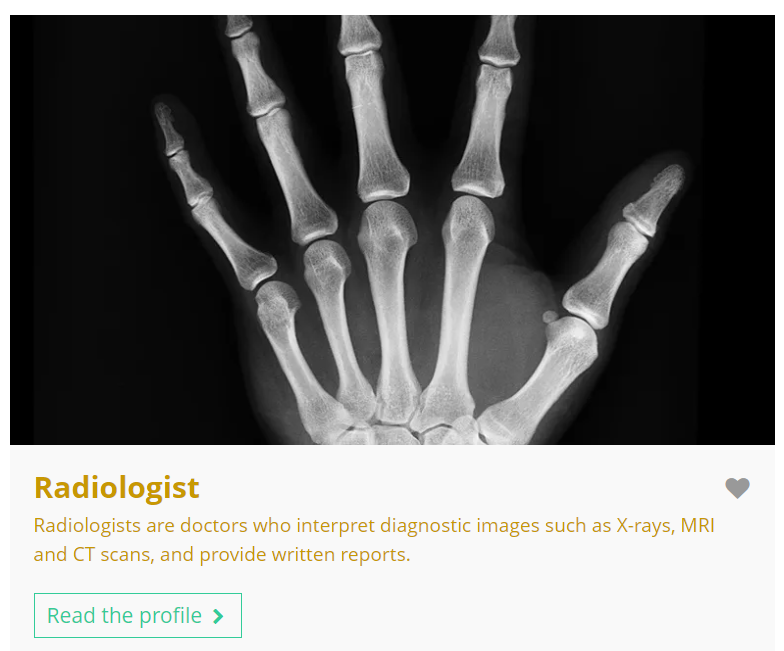 Radiologist
Radiologists are doctors who interpret diagnostic images such as X-rays, MRI
and CT scans, and provide written reports.
Read the profile